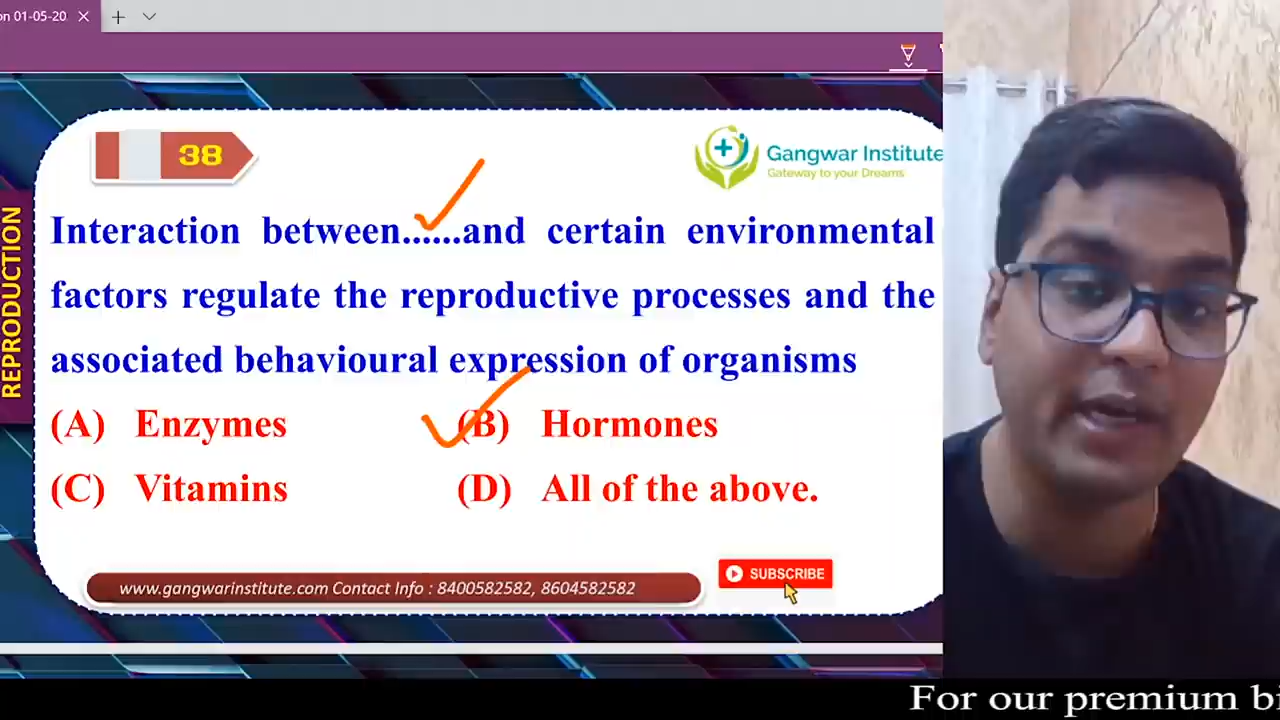 on 01-05-20
38
Gangwar Institute
Gateway to your Dreams
REPRODUCTION
Interaction between......and certain environmental
factors regulate the reproductive processes and the
associated behavioural expression of organisms
(A) Enzymes (B) Hormones
(C) Vitamins (D) All of the above.
www.gangwarinstitute.com Contact Info : 8400582582, 8604582582
SUBSCRIBE
For our premium bi